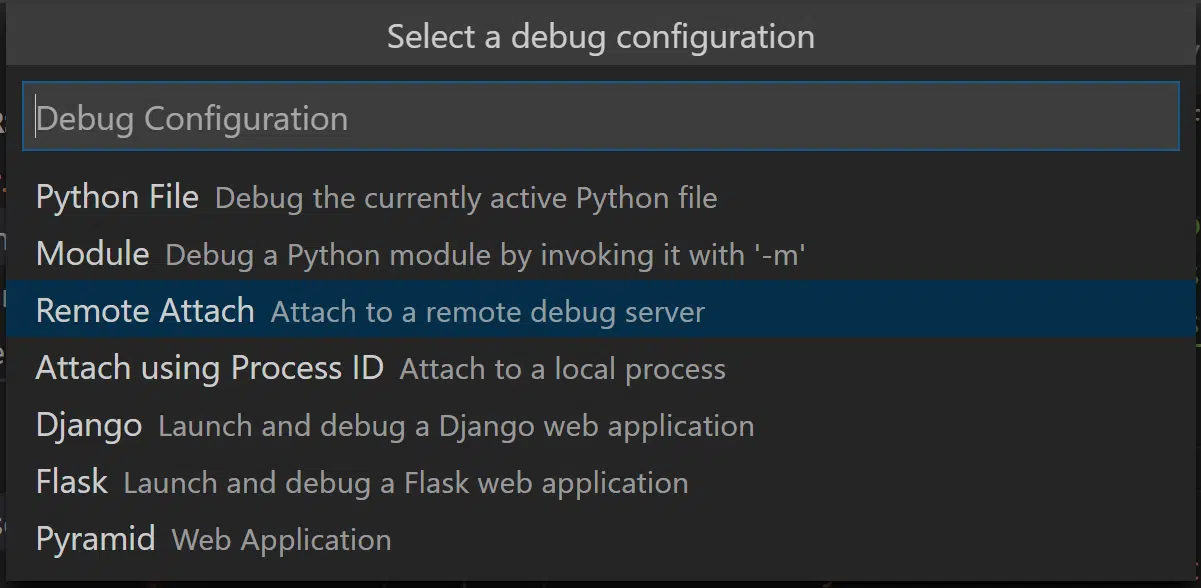 Select a debug configuration
Debug Configuration
Python File Debug the currently active Python file
Module Debug a Python module by invoking it with '-m'
Remote Attach Attach to a remote debug server
Attach using Process ID Attach to a local process
Django Launch and debug a Django web application
Flask Launch and debug a Flask web application
Pyramid Web Application